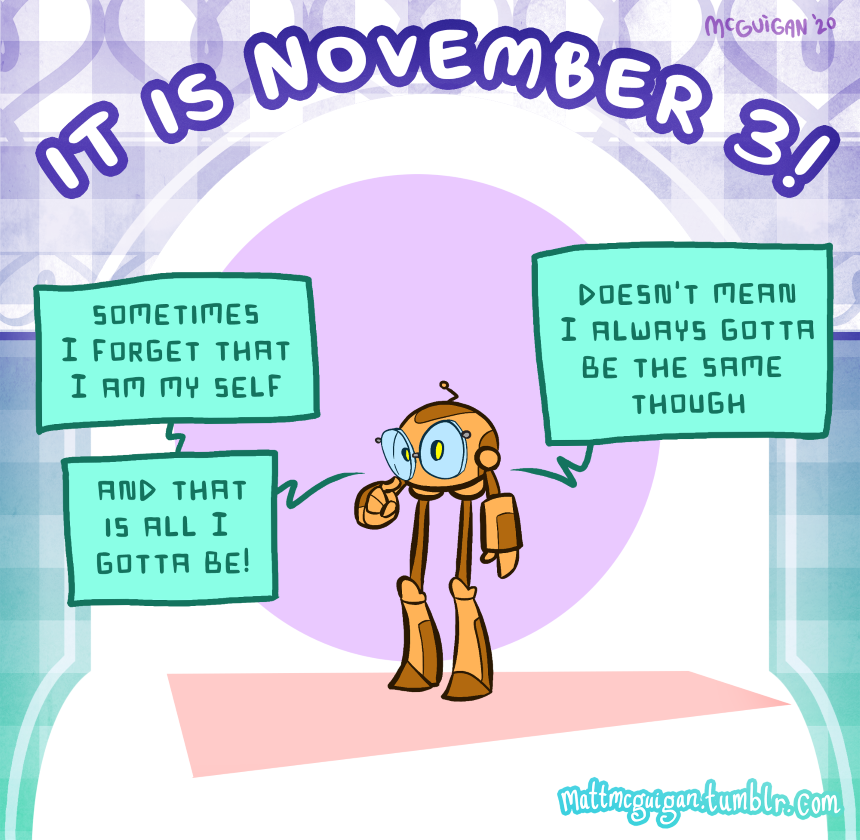 McGUiGAN '20
IT IS NOVEMBER 3!
SOMETIMES
I FORGET THAT
I AM MY SELF
AND THAT
IS ALL I
GOTTA BE!
DOESN'T MEAN
I ALWAYS GOTTA
BE THE SAME
THOUGH
mattmcguigan.tumblr.com